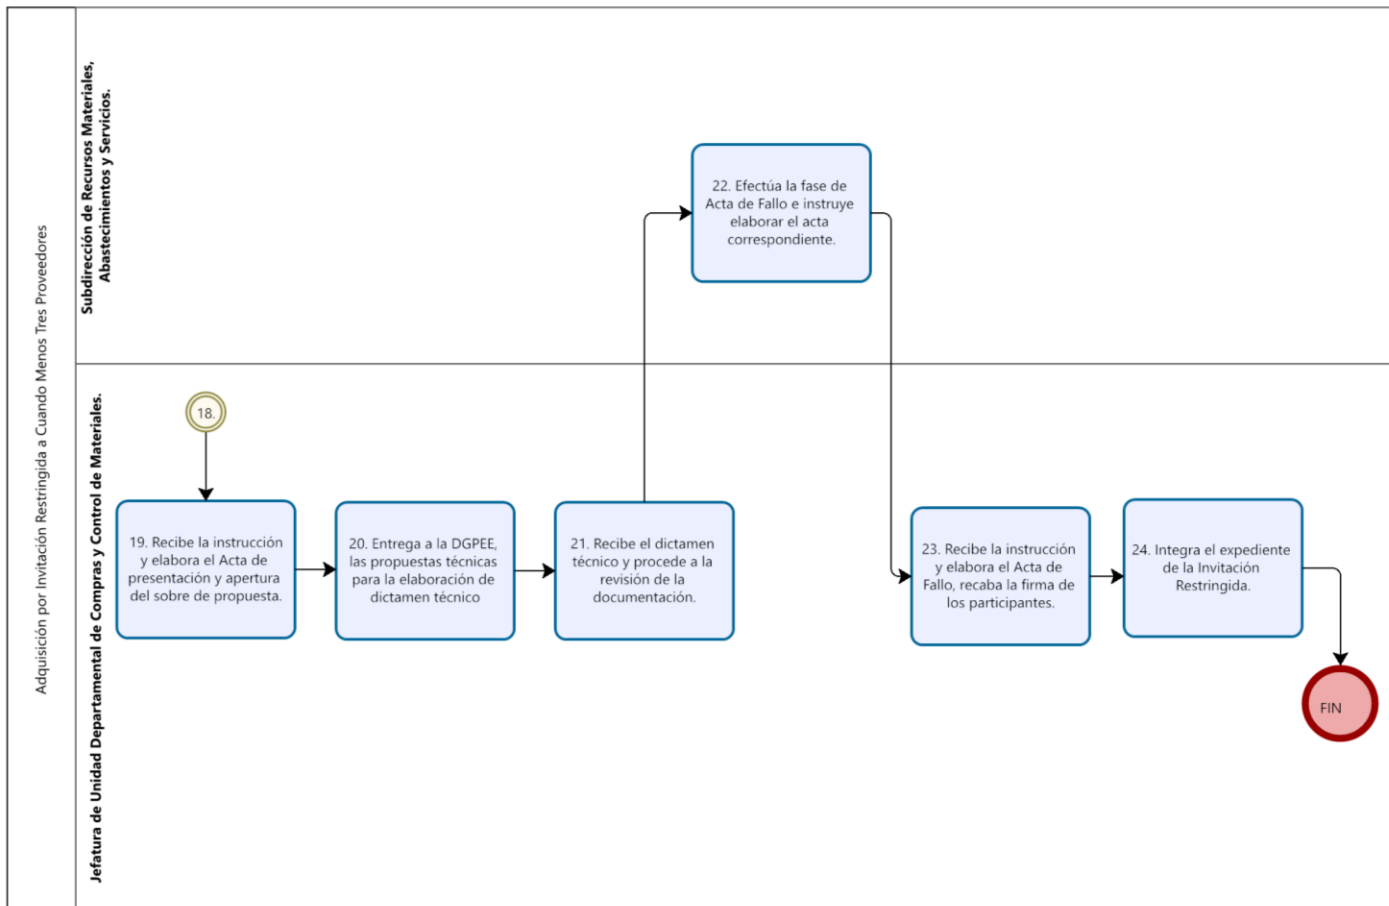 Adquisición por Invitación Restringida a Cuando Menos Tres Proveedores
Subdirección de Recursos Materiales,
Abastecimientos y Servicios.
22. Efectúa la fase de
Acta de Fallo e instruye
elaborar el acta
correspondiente.
Jefatura de Unidad Departamental de Compras y Control de Materiales.
18.
19. Recibe la instrucción
y elabora el Acta de
presentación y apertura
del sobre de propuesta.
20. Entrega a la DGPEE,
las propuestas técnicas
para la elaboración de
dictamen técnico
21. Recibe el dictamen
técnico y procede a la
revisión de la
documentación.
23. Recibe la instrucción
y elabora el Acta de
Fallo, recaba la firma de
los participantes.
24. Integra el expediente
de la Invitación
Restringida.
FIN